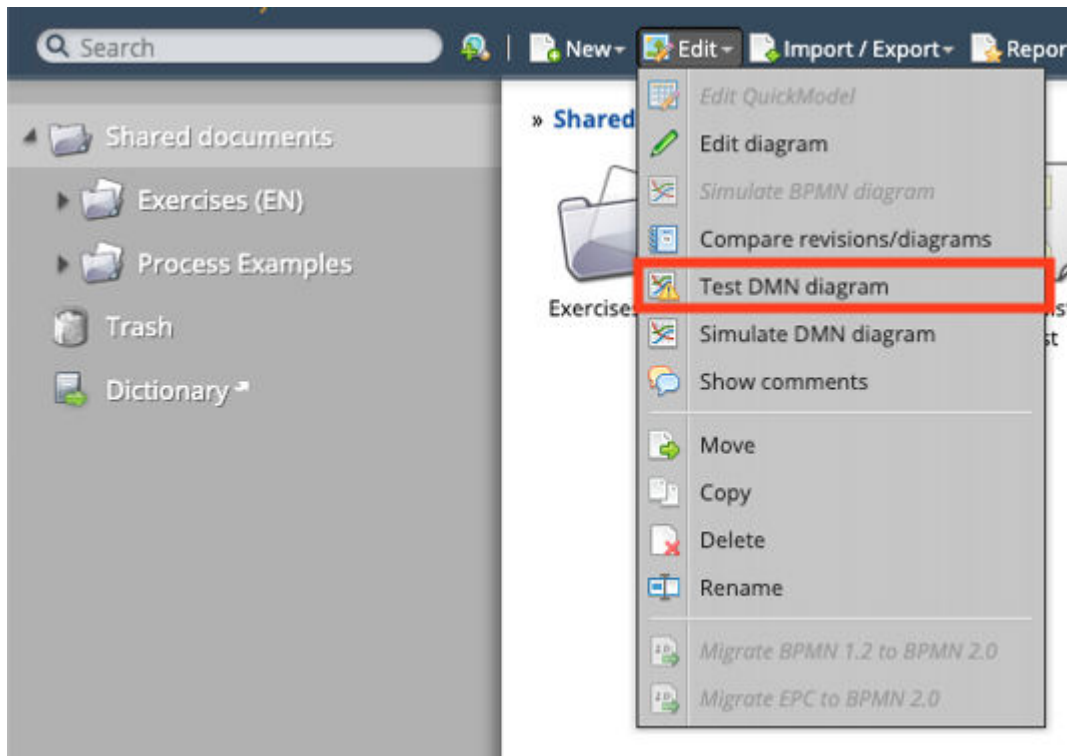 Search
New
Edit
Import / Export
Repor
Shared documents
Exercises (EN)
Process Examples
Trash
Dictionary
» Shared
Exercises
st
Edit QuickModel
Edit diagram
Simulate BPMN diagram
Compare revisions/diagrams
Test DMN diagram
Simulate DMN diagram
Show comments
Move
Copy
Delete
Rename
Migrate BPMN 1.2 to BPMN 2.0
Migrate EPC to BPMN 2.0